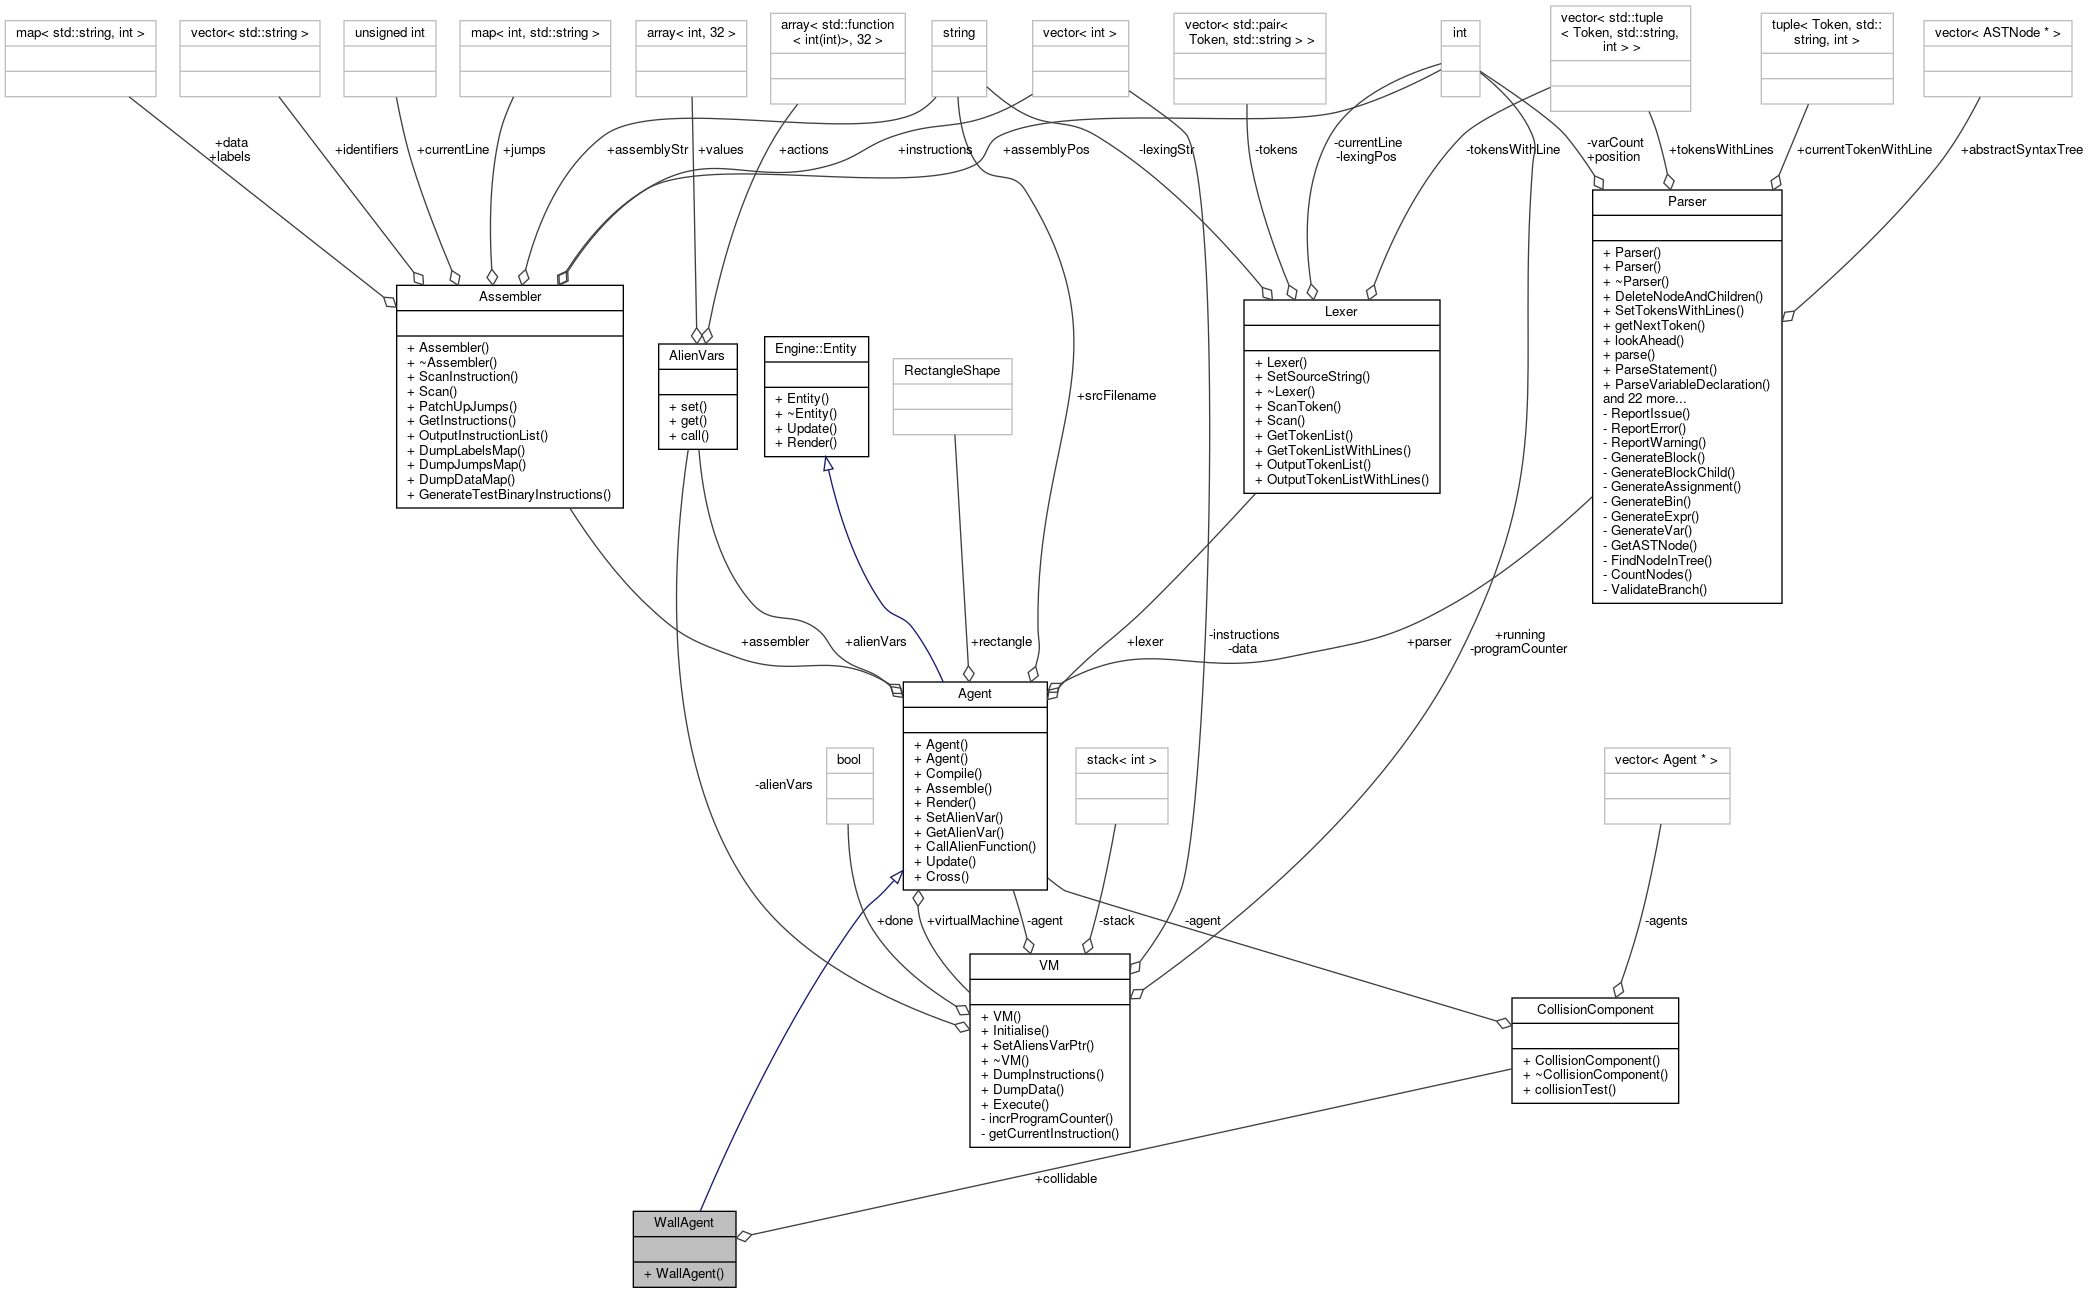 map< std::string, int >
vector< std::string >
unsigned int
map< int, std::string >
array< int, 32 >
array< std::function
< int(int)>, 32 >
string
vector< int >
vector< std::pair<
Token, std::string > >
int
vector< std::tuple
< Token, std::string,
int > >
tuple< Token, std::
string, int >
vector< ASTNode * >
+data
+labels
+identifiers
+currentLine
+jumps
+assemblyStr
+values
+actions
+instructions
+assemblyPos
-lexingStr
-tokens
-currentLine
-lexingPos
-tokensWithLine
-varCount
+position
+tokensWithLines
+currentTokenWithLine
+abstractSyntaxTree
Parser
+ Parser()
+ Parser()
+ ~Parser()
+ DeleteNodeAndChildren()
+ SetTokensWithLines()
+ getNextToken()
+ lookAhead()
+ parse()
+ ParseStatement()
+ ParseVariableDeclaration()
and 22 more...
- ReportIssue()
- ReportError()
- ReportWarning()
- GenerateBlock()
- GenerateBlockChild()
- GenerateAssignment()
- GenerateBin()
- GenerateExpr()
- GenerateVar()
- GetASTNode()
- FindNodeInTree()
- CountNodes()
- ValidateBranch()
Assembler
+ Assembler()
+ ~Assembler()
+ ScanInstruction()
+ Scan()
+ PatchUpJumps()
+ GetInstructions()
+ OutputInstructionList()
+ DumpLabelsMap()
+ DumpJumpsMap()
+ DumpDataMap()
+ GenerateTestBinaryInstructions()
AlienVars
+ set()
+ get()
+ call()
Engine::Entity
+ Entity()
+ ~Entity()
+ Update()
+ Render()
RectangleShape
+srcFilename
Lexer
+ Lexer()
+ SetSourceString()
+ ~Lexer()
+ ScanToken()
+ Scan()
+ GetTokenList()
+ GetTokenListWithLines()
+ OutputTokenList()
+ OutputTokenListWithLines()
+assembler
+alienVars
+rectangle
+lexer
-instructions
-data
+parser
+running
-programCounter
Agent
+ Agent()
+ Agent()
+ Compile()
+ Assemble()
+ Render()
+ SetAlienVar()
+ GetAlienVar()
+ CallAlienFunction()
+ Update()
+ Cross()
-alienVars
bool
stack< int >
vector< Agent * >
+done
+virtualMachine
-agent
-stack
-agent
-agents
VM
+ VM()
+ Initialise()
+ SetAliensVarPtr()
+ ~VM()
+ DumpInstructions()
+ DumpData()
+ Execute()
- incrProgramCounter()
- getCurrentInstruction()
CollisionComponent
+ CollisionComponent()
+ ~CollisionComponent()
+ collisionTest()
+collidable
WallAgent
+ WallAgent()